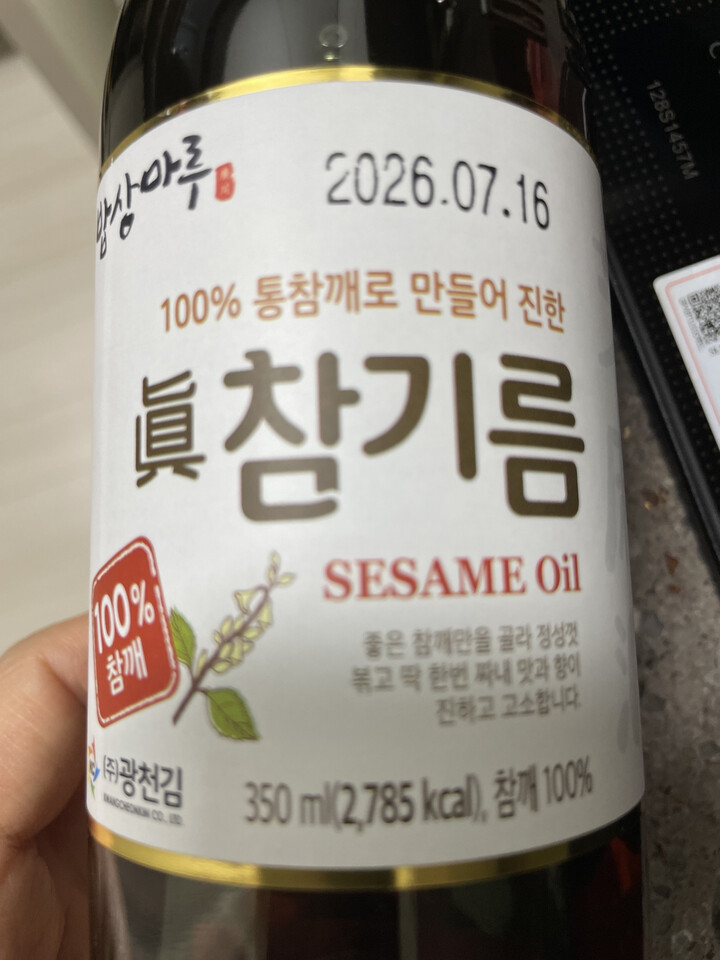 밥상마루
2026.07.16
100% 통참깨로 만들어 진한
眞 참기름
SESAME Oil
100%
참깨
좋은 참깨만을 골라 정성껏
볶고 딱 한번 짜내 맛과 향이
진하고 고소합니다.
(주)광천김
KWANGCHEONKIM CO., LTD.
350 ml(2,785 kcal), 참깨 100%
128S1457M